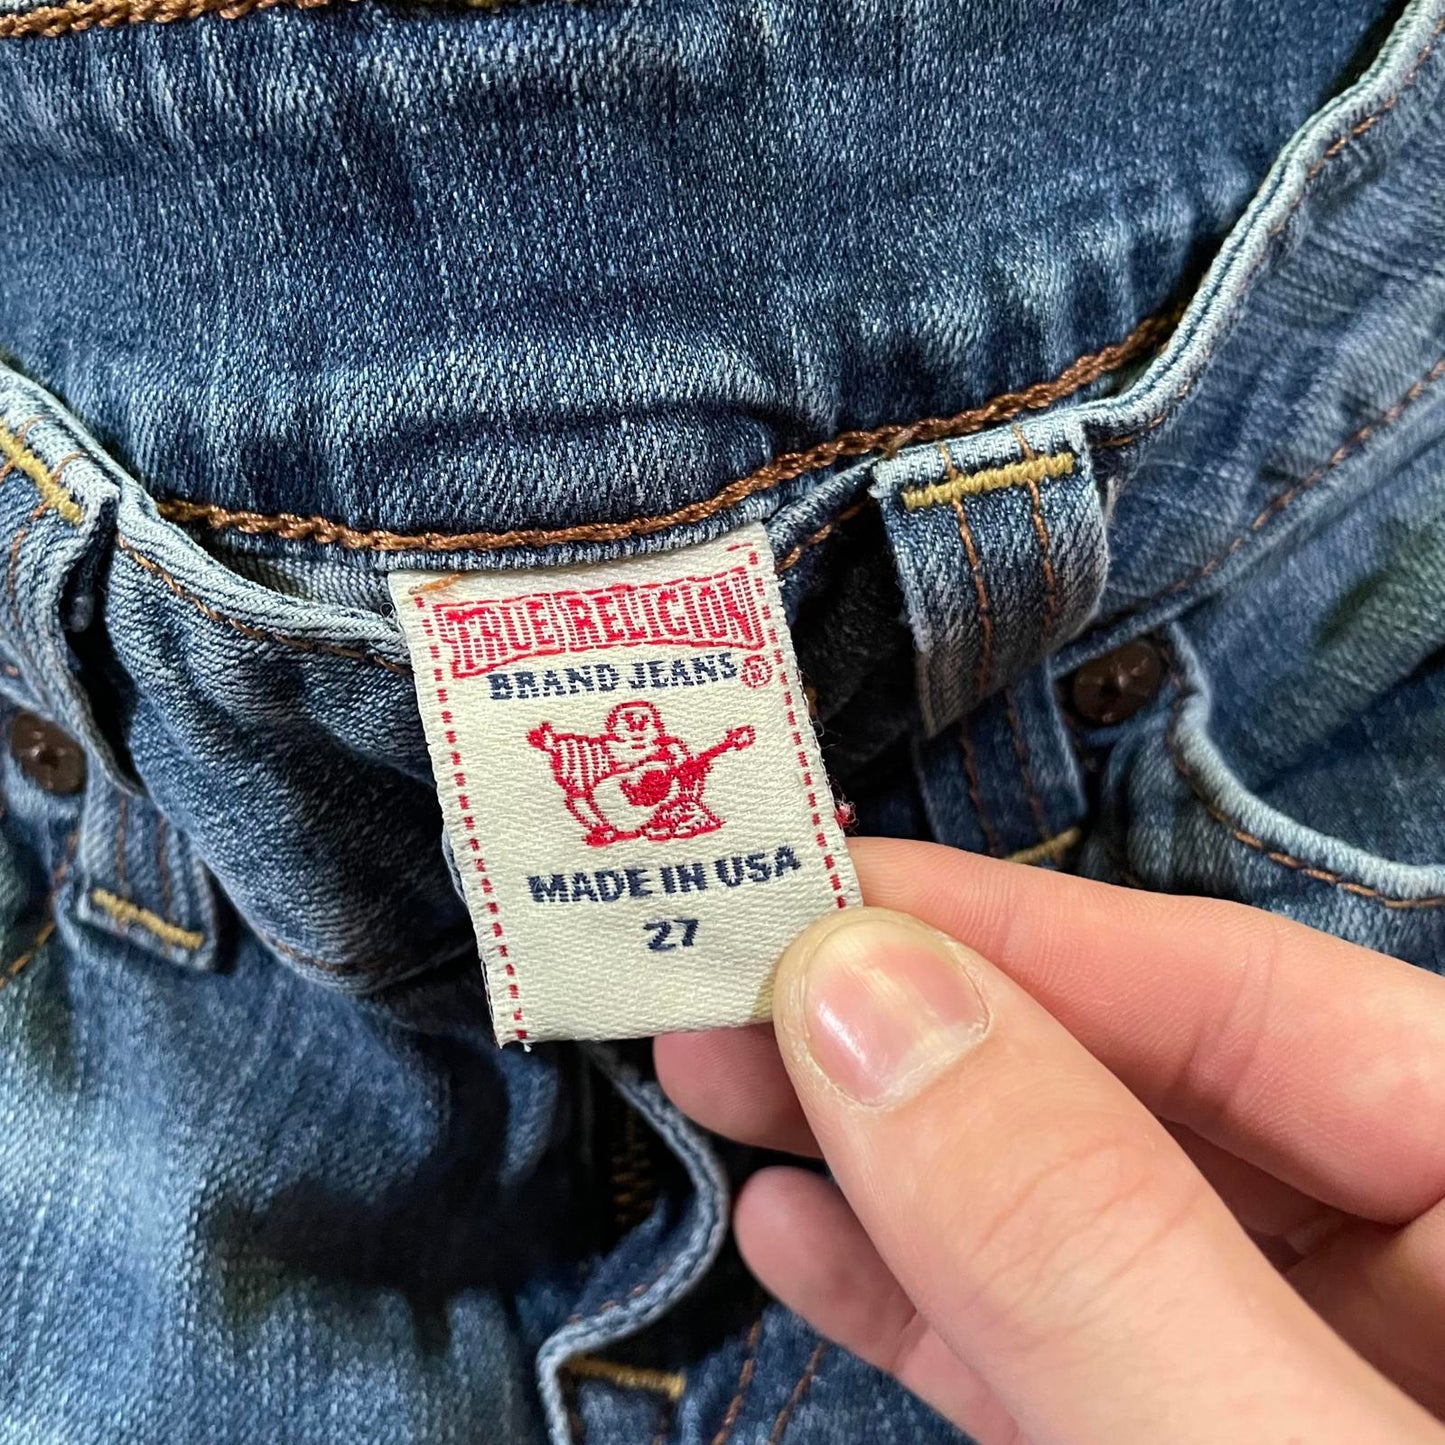 TRUE RELIGION
BRAND JEANS ®
MADE IN USA
27